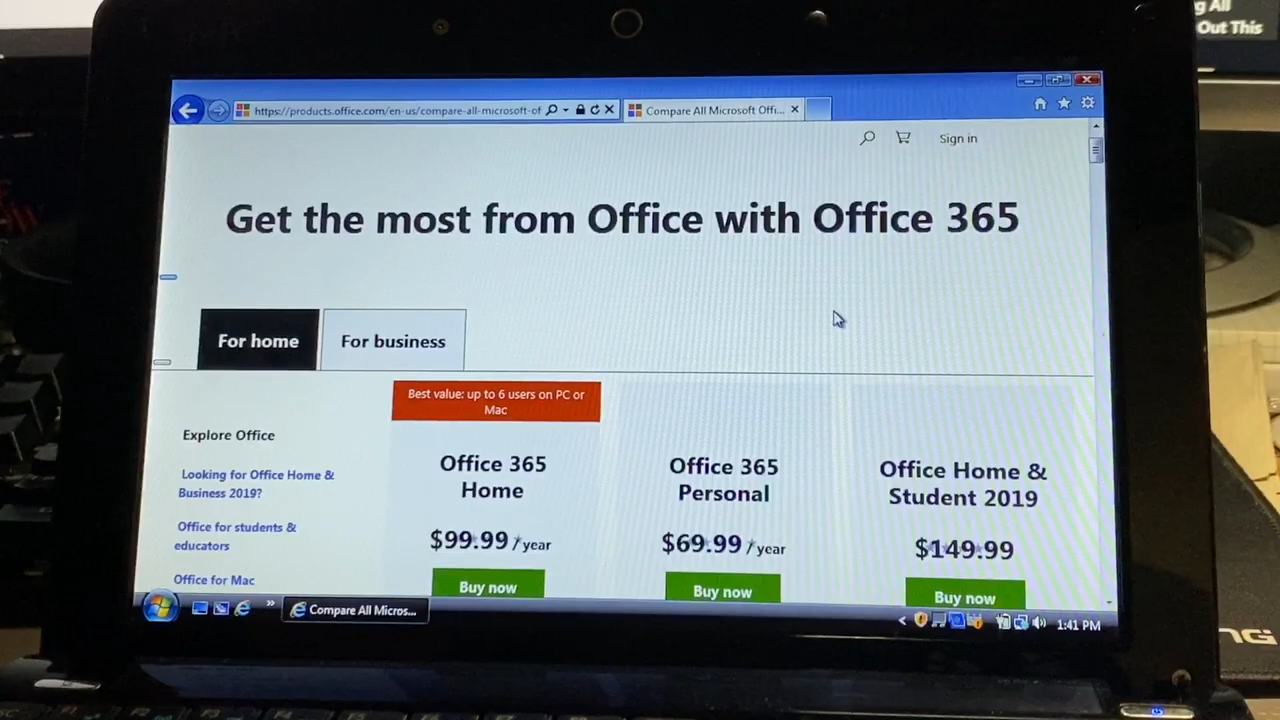 g All
Out This
https://products.office.com/en-us/compare-all-microsoft-of
Compare All Microsoft Offi...
Sign in
Get the most from Office with Office 365
For home
For business
Best value: up to 6 users on PC or
Mac
Explore Office
Looking for Office Home &
Business 2019?
Office for students &
educators
Office for Mac
Office 365
Home
$99.99 /year
Buy now
Office 365
Personal
$69.99 /year
Buy now
Office Home &
Student 2019
$149.99
Buy now
Compare All Micros...
1:41 PM
NG